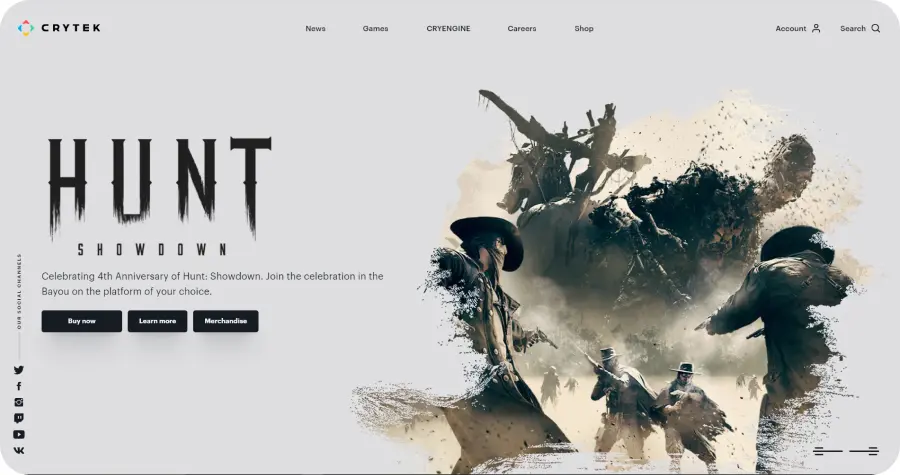 CRYTEK
News
Games
CRYENGINE
Careers
Shop
Account
Search
HUNT
SHOWDOWN
Celebrating 4th Anniversary of Hunt: Showdown. Join the celebration in the
Bayou on the platform of your choice.
Buy now
Learn more
Merchandise
OUR SOCIAL CHANNELS